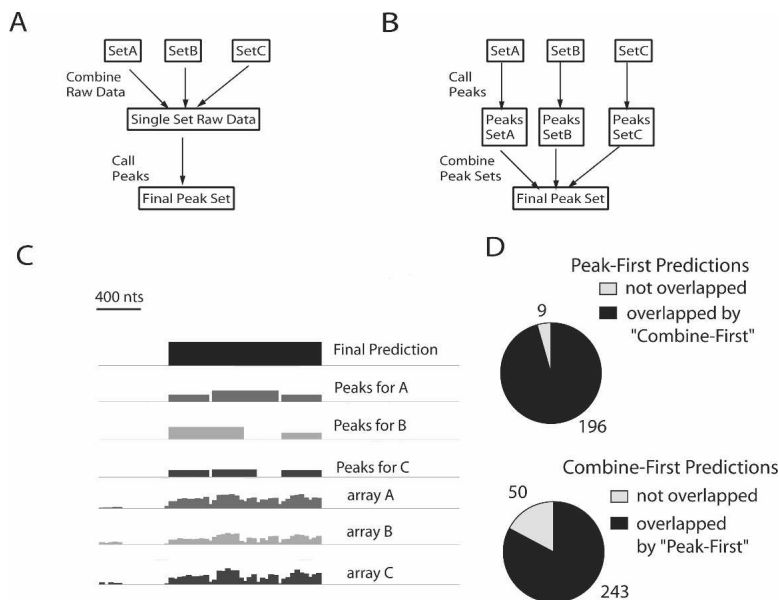 A
SetA
SetB
SetC
Combine
Raw Data
Single Set Raw Data
Call
Peaks
Final Peak Set
B
SetA
SetB
SetC
Call
Peaks
Peaks
SetA
Peaks
SetB
Peaks
SetC
Combine
Peak Sets
Final Peak Set
C
400 nts
Final Prediction
Peaks for A
Peaks for B
Peaks for C
array A
array B
array C
D
Peak-First Predictions
not overlapped
overlapped by
"Combine-First"
9
196
Combine-First Predictions
50
not overlapped
overlapped
by "Peak-First"
243